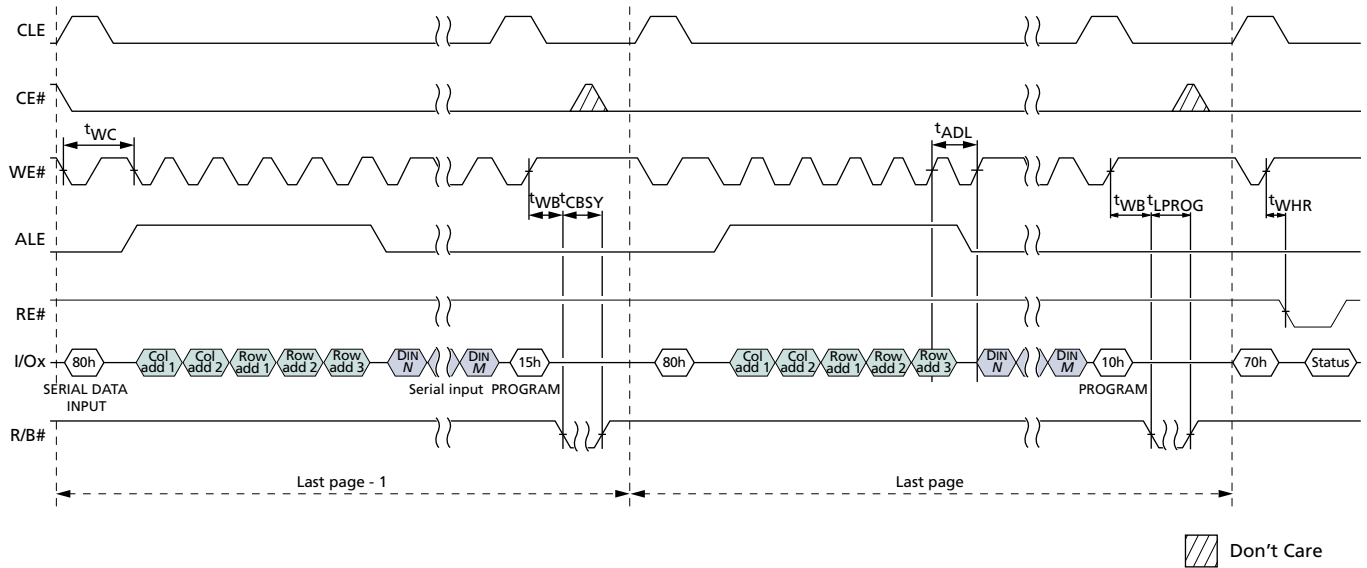 CLE
CE#
tWC
tADL
WE#
tWB tCBSY
tWB tLPROG
tWHR
ALE
RE#
I/Ox
80h
Col add 1
Col add 2
Row add 1
Row add 2
Row add 3
DIN N
DIN M
15h
80h
Col add 1
Col add 2
Row add 1
Row add 2
Row add 3
DIN N
DIN M
10h
70h
Status
SERIAL DATA INPUT
Serial input
PROGRAM
PROGRAM
R/B#
Last page - 1
Last page
Don't Care